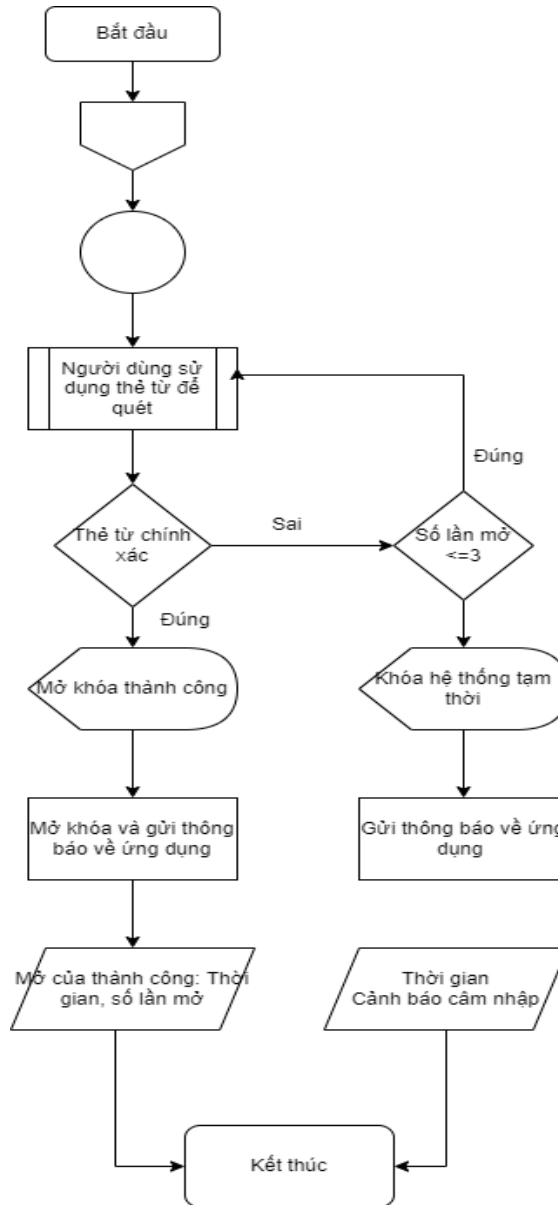 Bắt đầu
Người dùng sử
dụng thẻ từ để
quét
Đúng
Thẻ từ chính
xác
Sai
Số lần mở
<=3
Đúng
Mở khóa thành công
Khóa hệ thống tạm
thời
Mở khóa và gửi thông
báo về ứng dụng
Gửi thông báo về ứng
dụng
Mở của thành công: Thời
gian, số lần mở
Thời gian
Cảnh báo câm nhập
Kết thúc